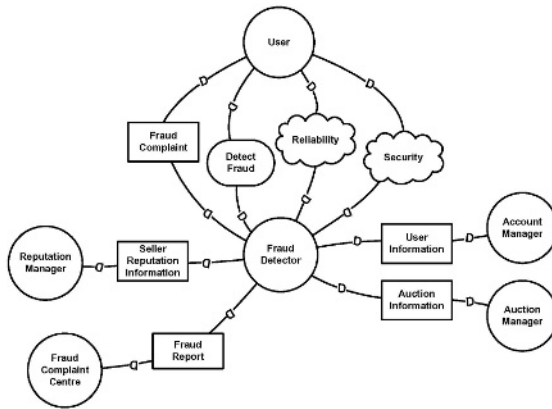 User
Fraud
Complaint
Detect
Fraud
Reliability
Security
Reputation
Manager
Seller
Reputation
Information
Fraud
Detector
User
Information
Account
Manager
Auction
Information
Auction
Manager
Fraud
Report
Fraud
Complaint
Centre